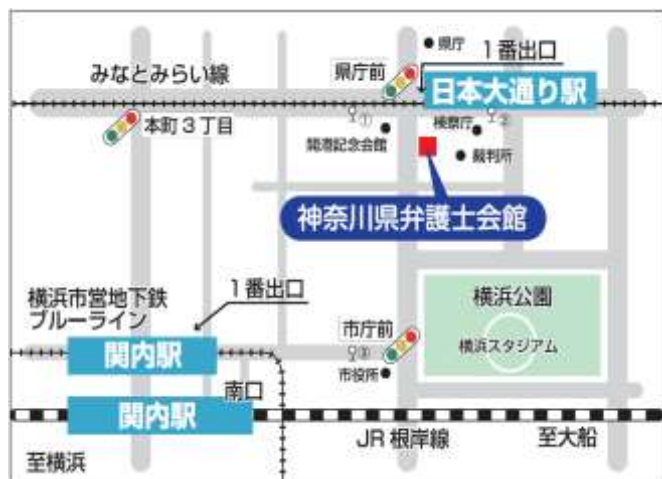 県庁
1番出口
みなとみらい線
県庁前
日本大通り駅
本町3丁目
①
検察庁
②
開港記念会館
裁判所
神奈川県弁護士会館
1番出口
横浜市営地下鉄
ブルーライン
横浜公園
市庁前
関内駅
③
横浜スタジアム
市役所
南口
関内駅
JR根岸線
至大船
至横浜